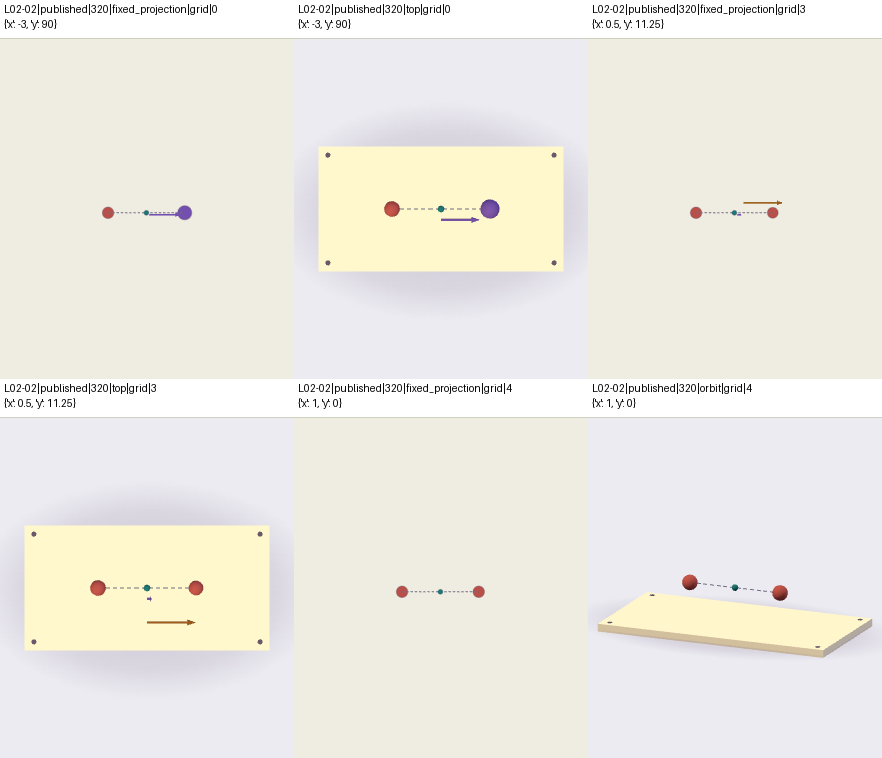 L02-02|published|320|fixed_projection|grid|0
{'x': -3, 'y': 90}
L02-02|published|320|top|grid|0
{'x': -3, 'y': 90}
L02-02|published|320|fixed_projection|grid|3
{'x': 0.5, 'y': 11.25}
L02-02|published|320|top|grid|3
{'x': 0.5, 'y': 11.25}
L02-02|published|320|fixed_projection|grid|4
{'x': 1, 'y': 0}
L02-02|published|320|orbit|grid|4
{'x': 1, 'y': 0}